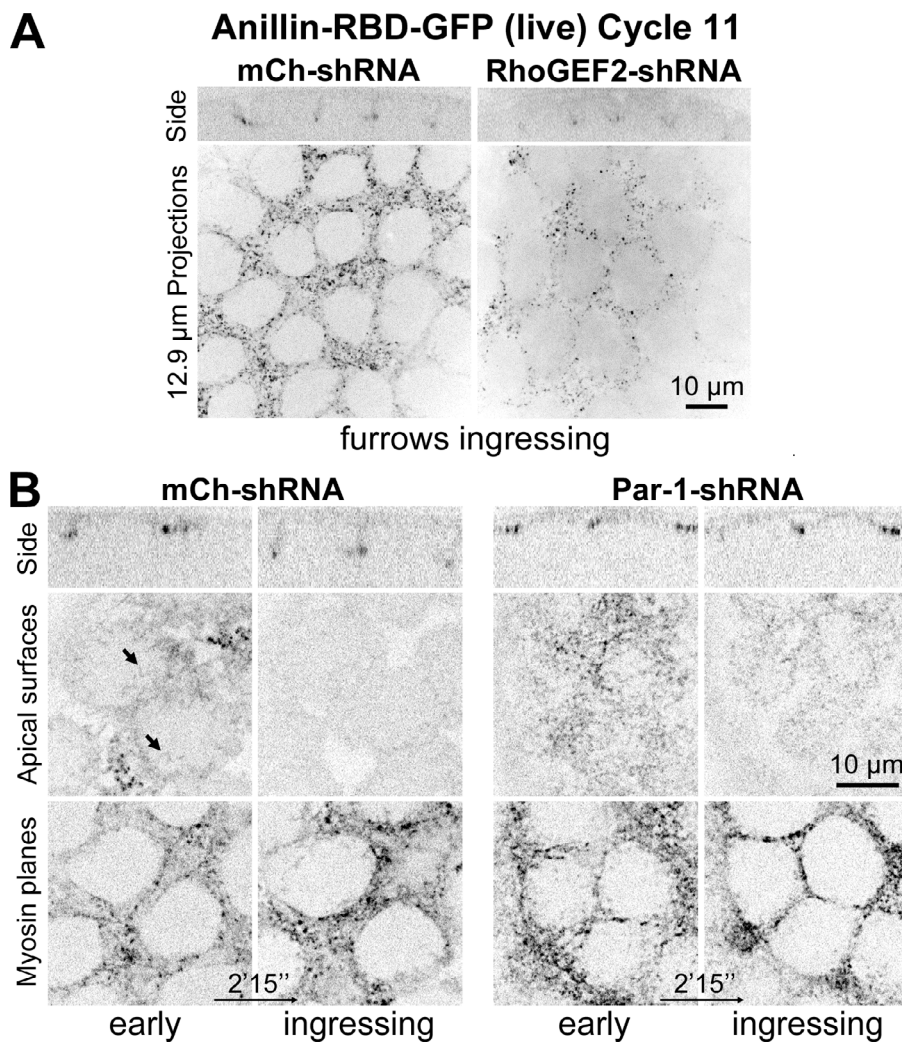 A
Anillin-RBD-GFP (live) Cycle 11
mCh-shRNA
RhoGEF2-shRNA
Side
12.9 µm Projections
10 µm
furrows ingressing
B
mCh-shRNA
Par-1-shRNA
Side
Apical surfaces
10 µm
Myosin planes
2'15''
2'15''
early
ingressing
early
ingressing